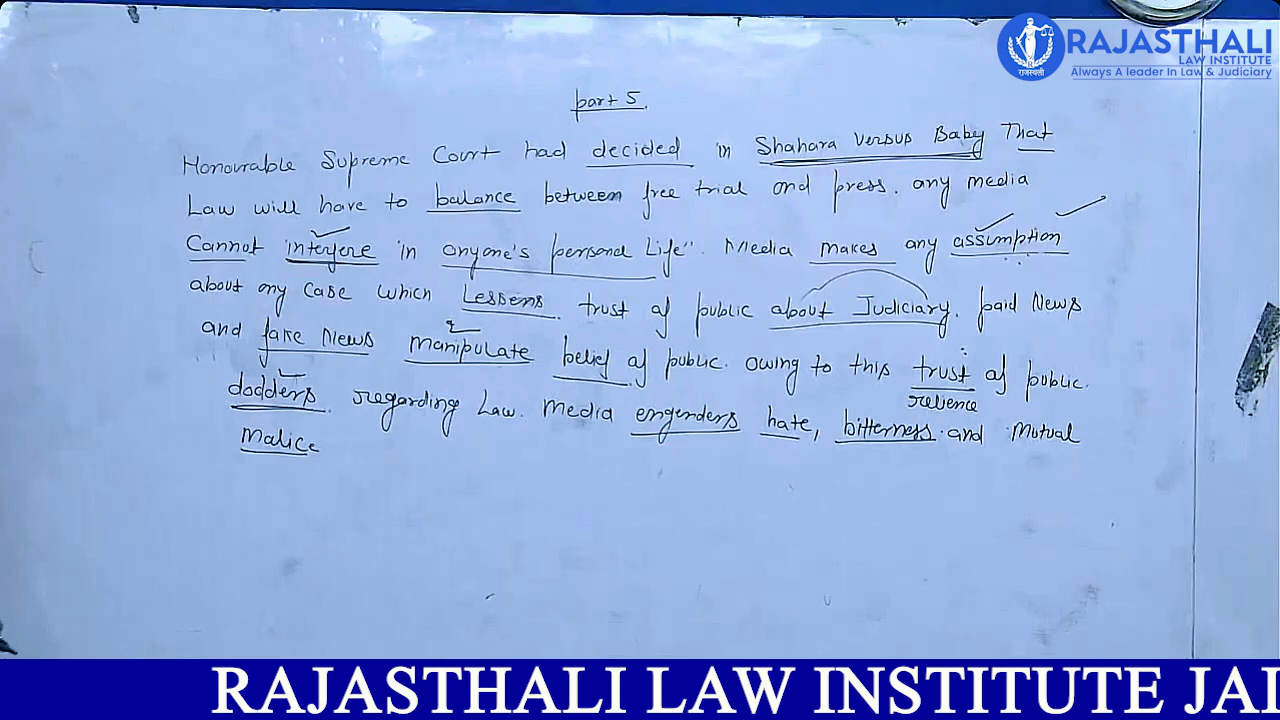 RAJASTHALI
LAW INSTITUTE
Always A leader In Law & Judiciary
राजस्थली
part 5.
Honourable Supreme Court had decided in Shahara versus Baby That
Law will have to balance between free trial and press. any media
Cannot interfere in anyone's personal Life". Media makes any assumption
about any case which Lessens trust of public about Judiciary. paid News
and fake News manipulate belief of public. owing to this trust of public.
relience
dodders regarding Law. Media engenders hate, bitterness and Mutual
Malice
RAJASTHALI LAW INSTITUTE JAI